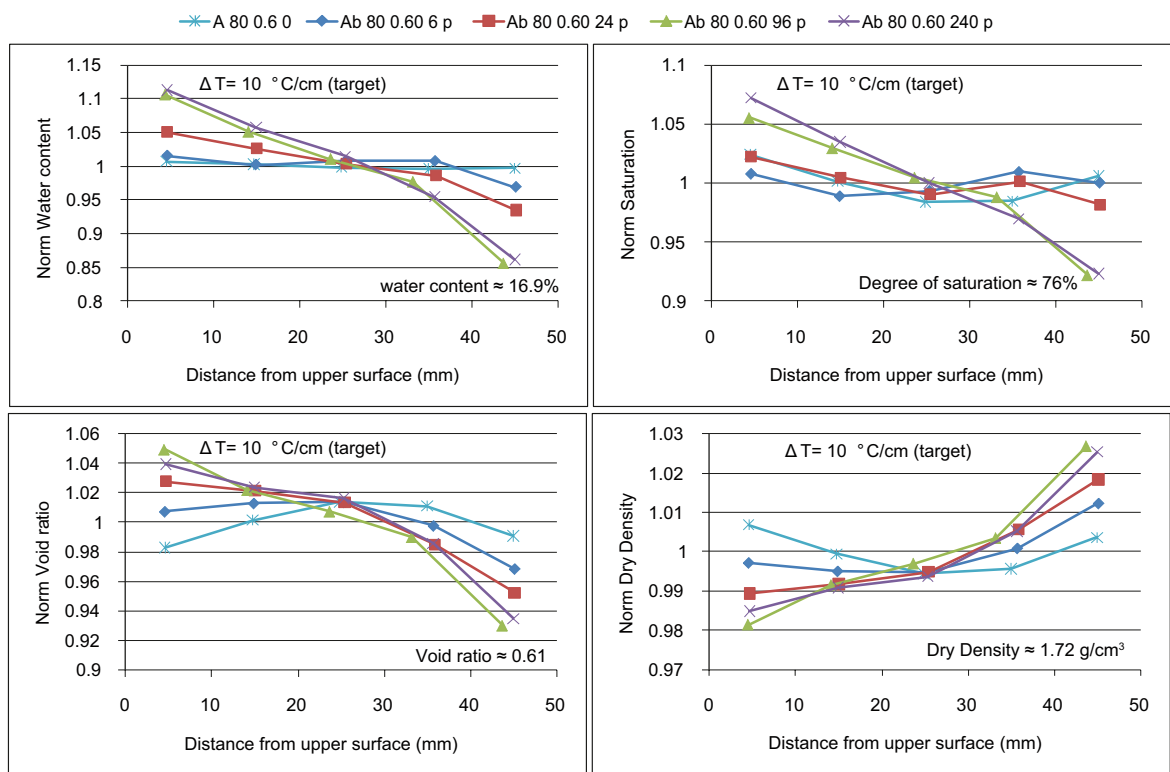 A 80 0.6 0 Ab 80 0.60 6 p Ab 80 0.60 24 p Ab 80 0.60 96 p Ab 80 0.60 240 p
Δ T= 10 °C/cm (target)
Norm Water content
1.15
1.1
1.05
1
0.95
0.9
0.85
0.8
water content ≈ 16.9%
0 10 20 30 40 50
Distance from upper surface (mm)
Δ T= 10 °C/cm (target)
Norm Saturation
1.1
1.05
1
0.95
0.9
Degree of saturation ≈ 76%
0 10 20 30 40 50
Distance from upper surface (mm)
Δ T= 10 °C/cm (target)
Norm Void ratio
1.06
1.04
1.02
1
0.98
0.96
0.94
0.92
0.9
Void ratio ≈ 0.61
0 10 20 30 40 50
Distance from upper surface (mm)
Δ T= 10 °C/cm (target)
Norm Dry Density
1.03
1.02
1.01
1
0.99
0.98
0.97
Dry Density ≈ 1.72 g/cm³
0 10 20 30 40 50
Distance from upper surface (mm)